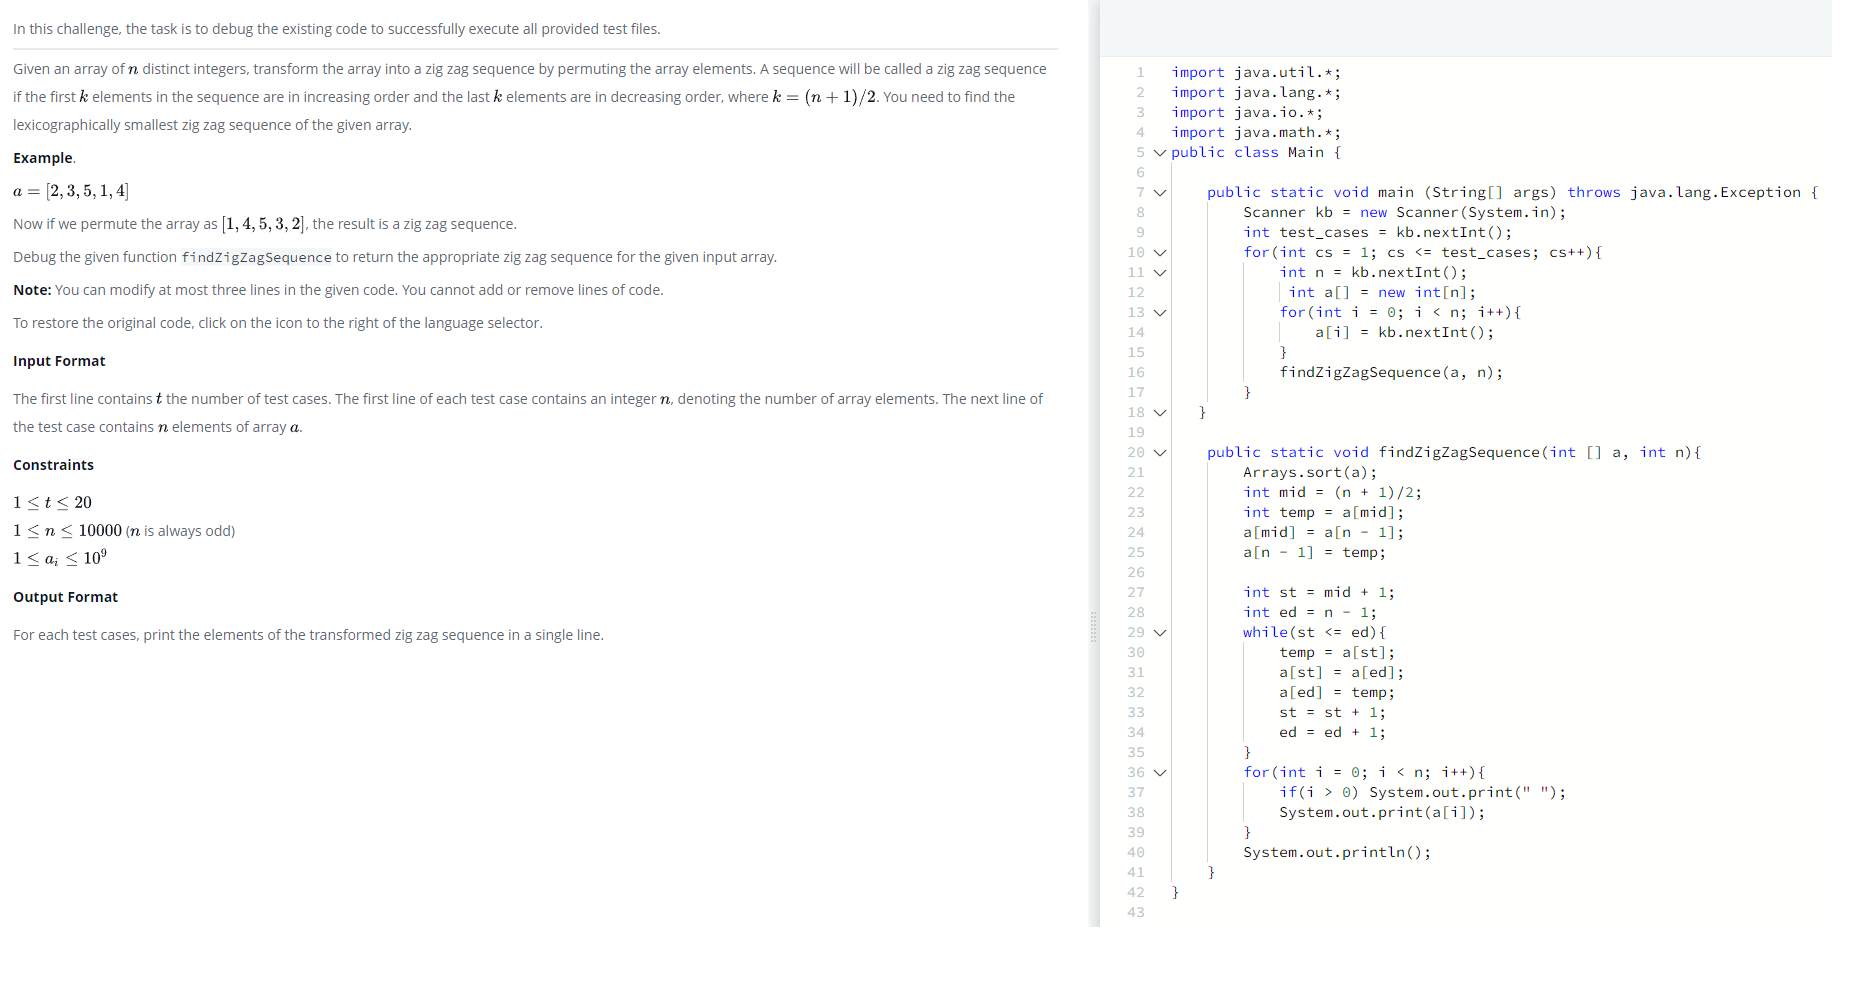 In this challenge, the task is to debug the existing code to successfully execute all provided test files.
Given an array of n distinct integers, transform the array into a zig zag sequence by permuting the array elements. A sequence will be called a zig zag sequence
if the first k elements in the sequence are in increasing order and the last k elements are in decreasing order, where k = (n + 1)/2. You need to find the
lexicographically smallest zig zag sequence of the given array.
Example.
a = [2, 3, 5, 1, 4]
Now if we permute the array as [1, 4, 5, 3, 2], the result is a zig zag sequence.
Debug the given function findZigZagSequence to return the appropriate zig zag sequence for the given input array.
Note: You can modify at most three lines in the given code. You cannot add or remove lines of code.
To restore the original code, click on the icon to the right of the language selector.
Input Format
The first line contains t the number of test cases. The first line of each test case contains an integer n, denoting the number of array elements. The next line of
the test case contains n elements of array a.
Constraints
1 ≤ t ≤ 20
1 ≤ n ≤ 10000 (n is always odd)
1 ≤ aᵢ ≤ 10⁹
Output Format
For each test cases, print the elements of the transformed zig zag sequence in a single line.
1 import java.util.*;
2 import java.lang.*;
3 import java.io.*;
4 import java.math.*;
5 public class Main {
6
7 public static void main (String[] args) throws java.lang.Exception {
8 Scanner kb = new Scanner(System.in);
9 int test_cases = kb.nextInt();
10 for(int cs = 1; cs <= test_cases; cs++){
11 int n = kb.nextInt();
12 int a[] = new int[n];
13 for(int i = 0; i < n; i++){
14 a[i] = kb.nextInt();
15 }
16 findZigZagSequence(a, n);
17 }
18 }
19
20 public static void findZigZagSequence(int [] a, int n){
21 Arrays.sort(a);
22 int mid = (n + 1)/2;
23 int temp = a[mid];
24 a[mid] = a[n - 1];
25 a[n - 1] = temp;
26
27 int st = mid + 1;
28 int ed = n - 1;
29 while(st <= ed){
30 temp = a[st];
31 a[st] = a[ed];
32 a[ed] = temp;
33 st = st + 1;
34 ed = ed + 1;
35 }
36 for(int i = 0; i < n; i++){
37 if(i > 0) System.out.print(" ");
38 System.out.print(a[i]);
39 }
40 System.out.println();
41 }
42 }
43